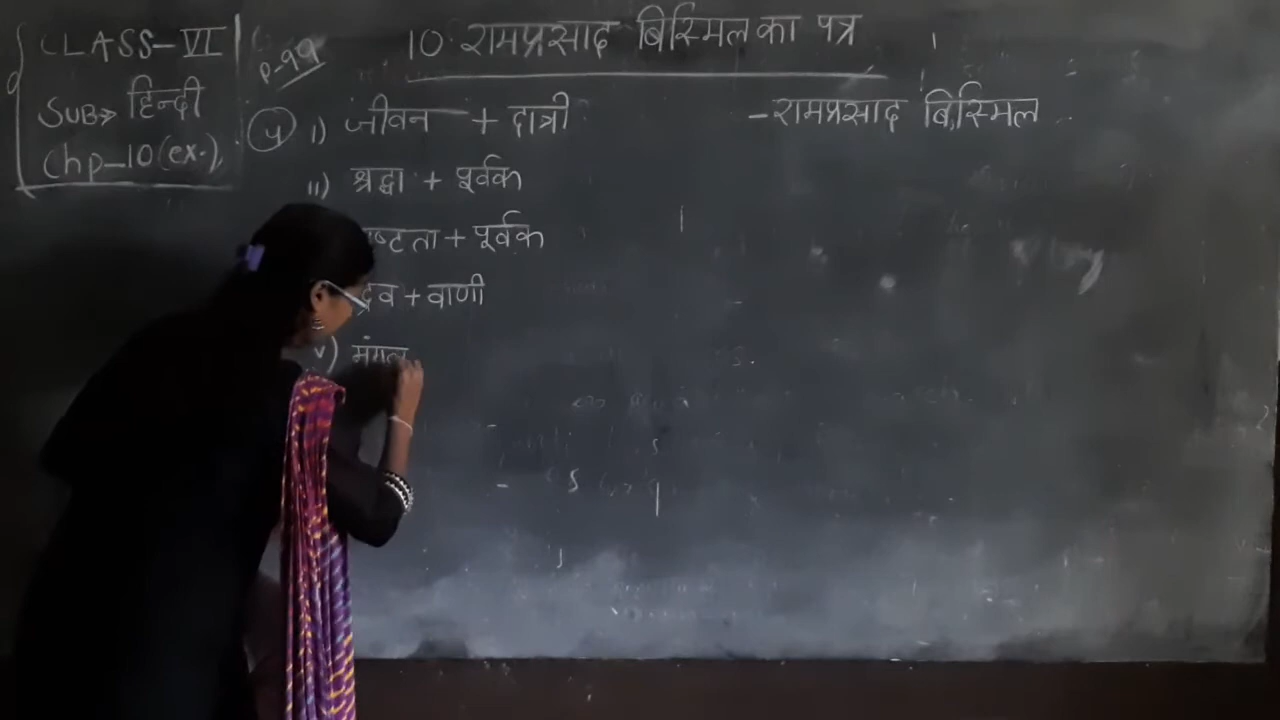 CLASS-VI
SUB⇒ हिन्दी
Chp-10(ex.)
P-99
10. रामप्रसाद बिस्मिल का पत्र
-रामप्रसाद बिस्मिल
५ i) जीवन + दात्री
ii) श्रद्धा + पूर्वक
ष्टता + पूर्वक
+ वाणी
v) मंगल